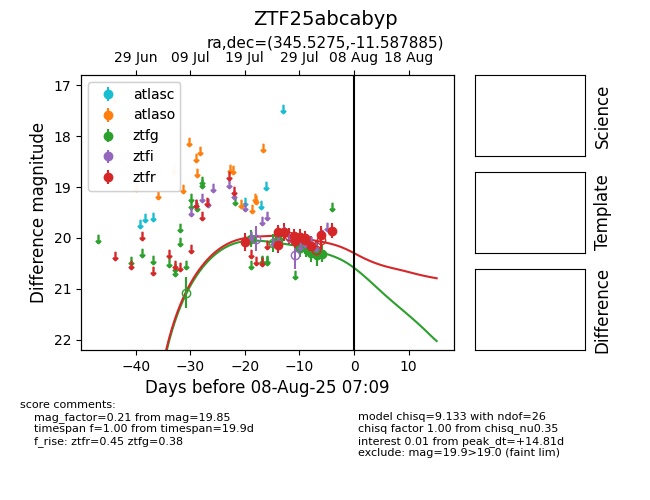 ZTF25abcabyp
ra,dec=(345.5275,-11.587885)
29 Jun 09 Jul 19 Jul 29 Jul 08 Aug 18 Aug
17
18
19
20
21
22
Difference magnitude
atlasc
atlaso
ztfg
ztfi
ztfr
−40 −30 −20 −10 0 10
Days before 08-Aug-25 07:09
Science
Template
Difference
score comments:
mag_factor=0.21 from mag=19.85
timespan f=1.00 from timespan=19.9d
f_rise: ztfr=0.45 ztfg=0.38
model chisq=9.133 with ndof=26
chisq factor 1.00 from chisq_nu0.35
interest 0.01 from peak_dt=+14.81d
exclude: mag=19.9>19.0 (faint lim)